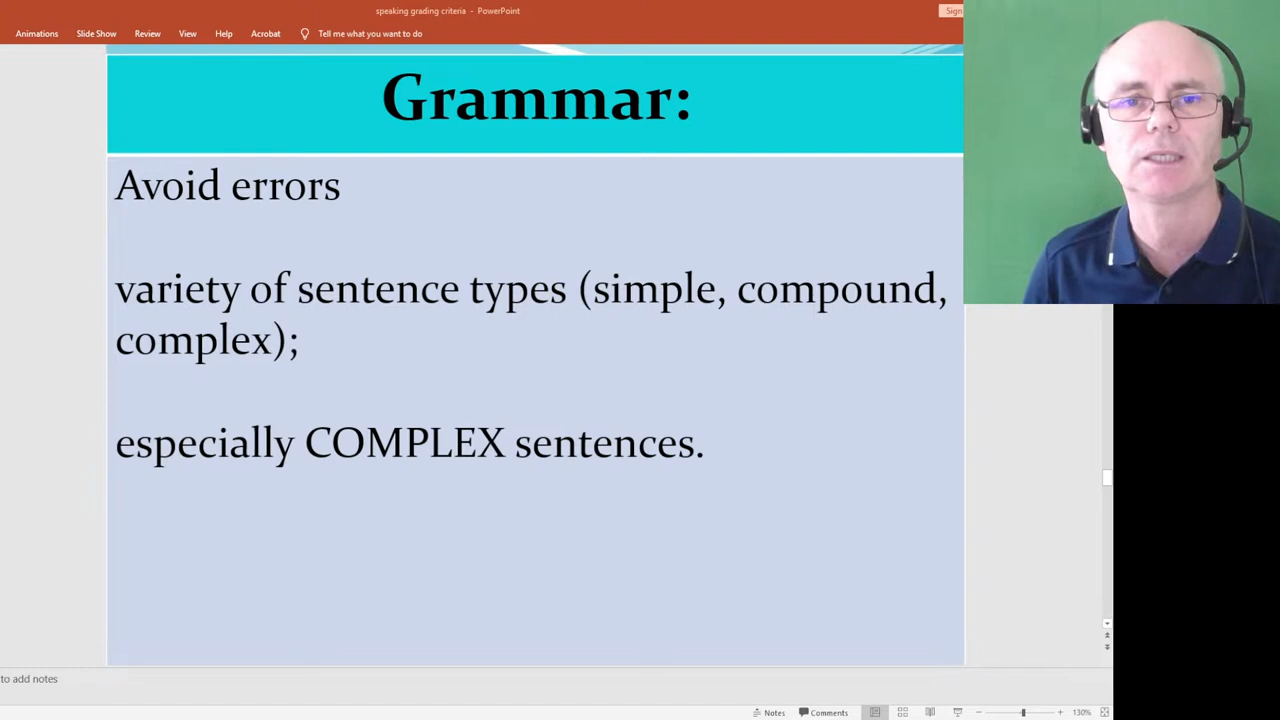 speaking grading criteria - PowerPoint
Sign
Animations Slide Show Review View Help Acrobat Tell me what you want to do
Grammar:
Avoid errors
variety of sentence types (simple, compound,
complex);
especially COMPLEX sentences.
to add notes
Notes Comments 130%